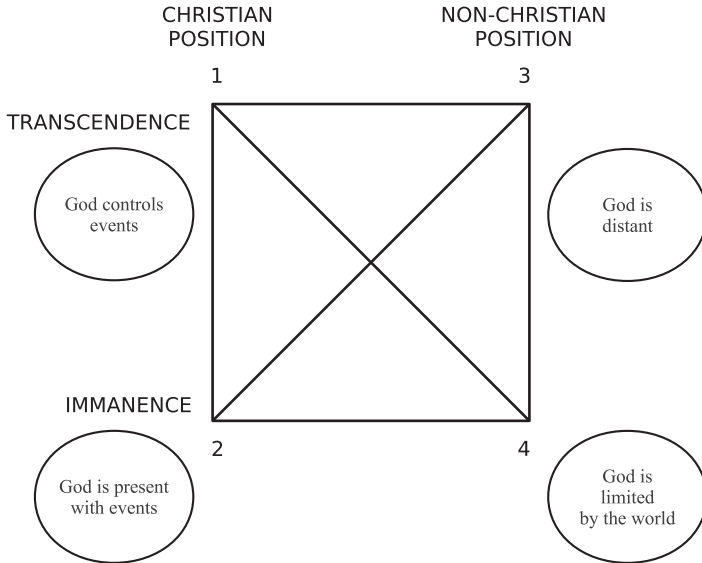 CHRISTIAN
POSITION
NON-CHRISTIAN
POSITION
1
3
TRANSCENDENCE
God controls
events
God is
distant
IMMANENCE
2
4
God is present
with events
God is
limited
by the world